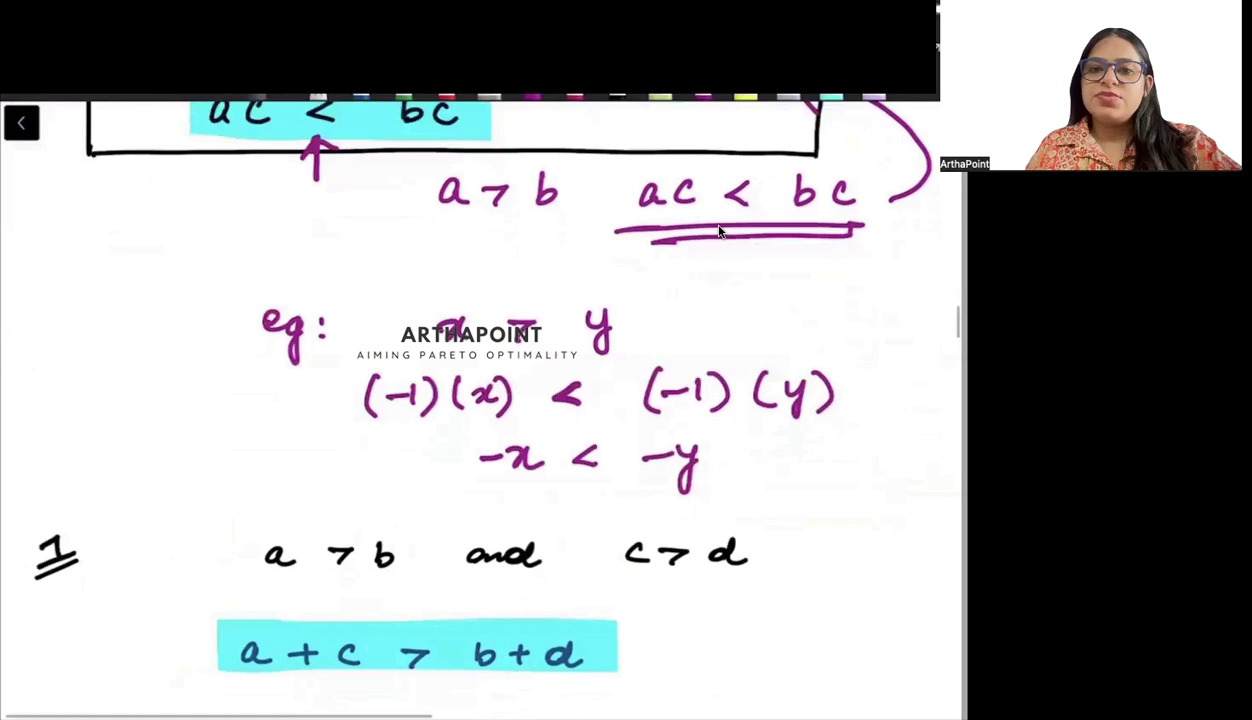 ac < bc
a > b ac < bc
ArthaPoint
eg: x > y
ARTHAPOINT
AIMING PARETO OPTIMALITY
(-1)(x) < (-1)(y)
-x < -y
1 a > b and c > d
a + c > b + d